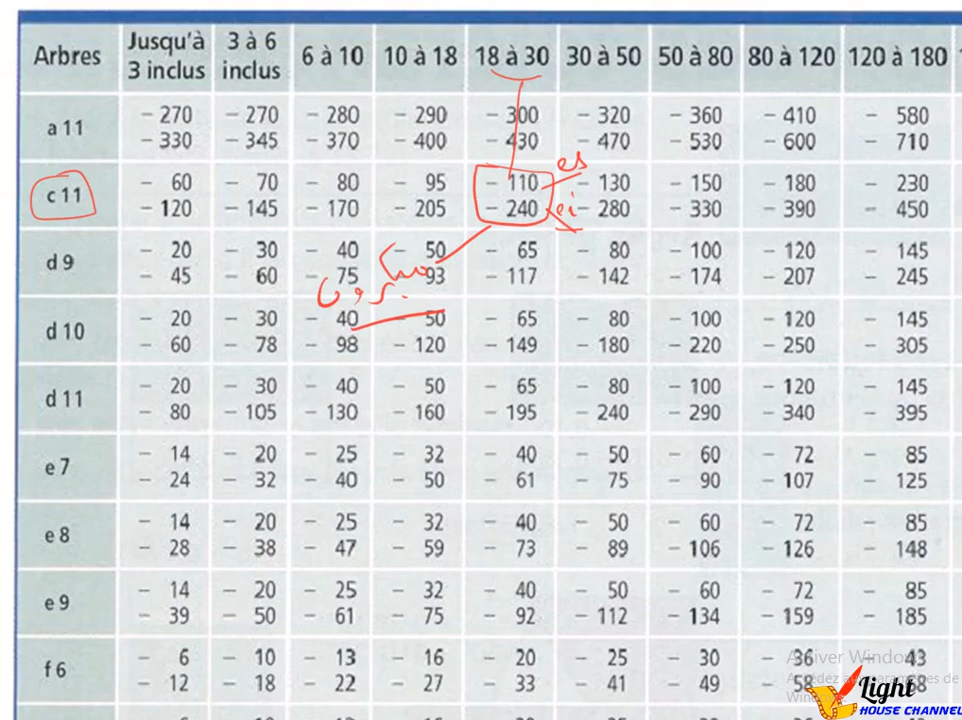 Arbres Jusqu'à 3 inclus 3 à 6 inclus 6 à 10 10 à 18 18 à 30 30 à 50 50 à 80 80 à 120 120 à 180
a 11 − 270 − 270 − 280 − 290 − 300 − 320 − 360 − 410 − 580
− 330 − 345 − 370 − 400 − 430 − 470 − 530 − 600 − 710
c 11 − 60 − 70 − 80 − 95 − 110 es − 130 − 150 − 180 − 230
− 120 − 145 − 170 − 205 − 240 ei − 280 − 330 − 390 − 450
d 9 − 20 − 30 − 40 − 50 − 65 − 80 − 100 − 120 − 145
− 45 − 60 − 75 − 93 − 117 − 142 − 174 − 207 − 245
d 10 − 20 − 30 − 40 − 50 − 65 − 80 − 100 − 120 − 145
− 60 − 78 − 98 − 120 − 149 − 180 − 220 − 250 − 305
d 11 − 20 − 30 − 40 − 50 − 65 − 80 − 100 − 120 − 145
− 80 − 105 − 130 − 160 − 195 − 240 − 290 − 340 − 395
e 7 − 14 − 20 − 25 − 32 − 40 − 50 − 60 − 72 − 85
− 24 − 32 − 40 − 50 − 61 − 75 − 90 − 107 − 125
e 8 − 14 − 20 − 25 − 32 − 40 − 50 − 60 − 72 − 85
− 28 − 38 − 47 − 59 − 73 − 89 − 106 − 126 − 148
e 9 − 14 − 20 − 25 − 32 − 40 − 50 − 60 − 72 − 85
− 39 − 50 − 61 − 75 − 92 − 112 − 134 − 159 − 185
f 6 − 6 − 10 − 13 − 16 − 20 − 25 − 30 − 36 − 43
− 12 − 18 − 22 − 27 − 33 − 41 − 49 − 58 − 68
Activer Windows
Light
HOUSE CHANNEL